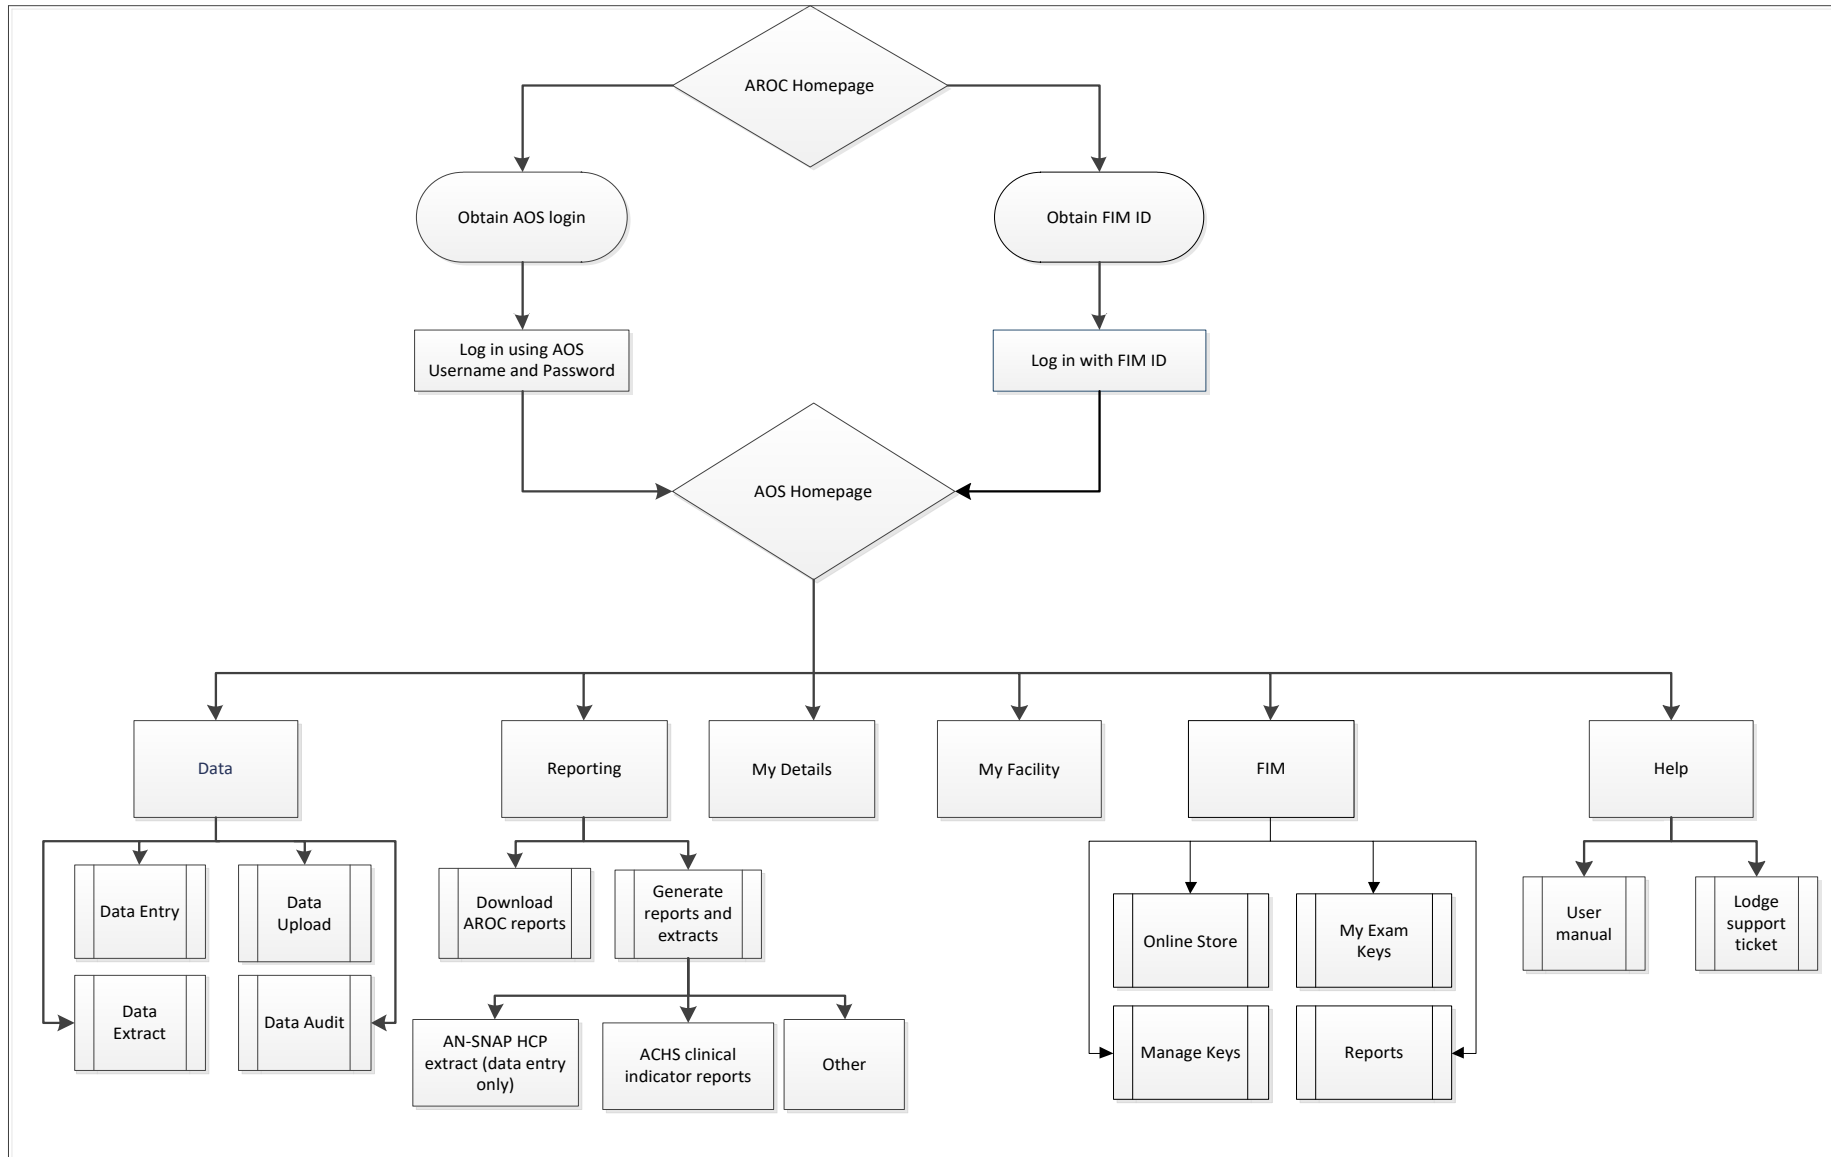 AROC Homepage
Obtain AOS login
Obtain FIM ID
Log in using AOS
Username and Password
Log in with FIM ID
AOS Homepage
Data
Reporting
My Details
My Facility
FIM
Help
Data Entry
Data
Upload
Data
Extract
Data Audit
Download
AROC reports
Generate
reports and
extracts
AN-SNAP HCP
extract (data entry
only)
ACHS clinical
indicator reports
Other
Online Store
My Exam
Keys
Manage Keys
Reports
User
manual
Lodge
support
ticket